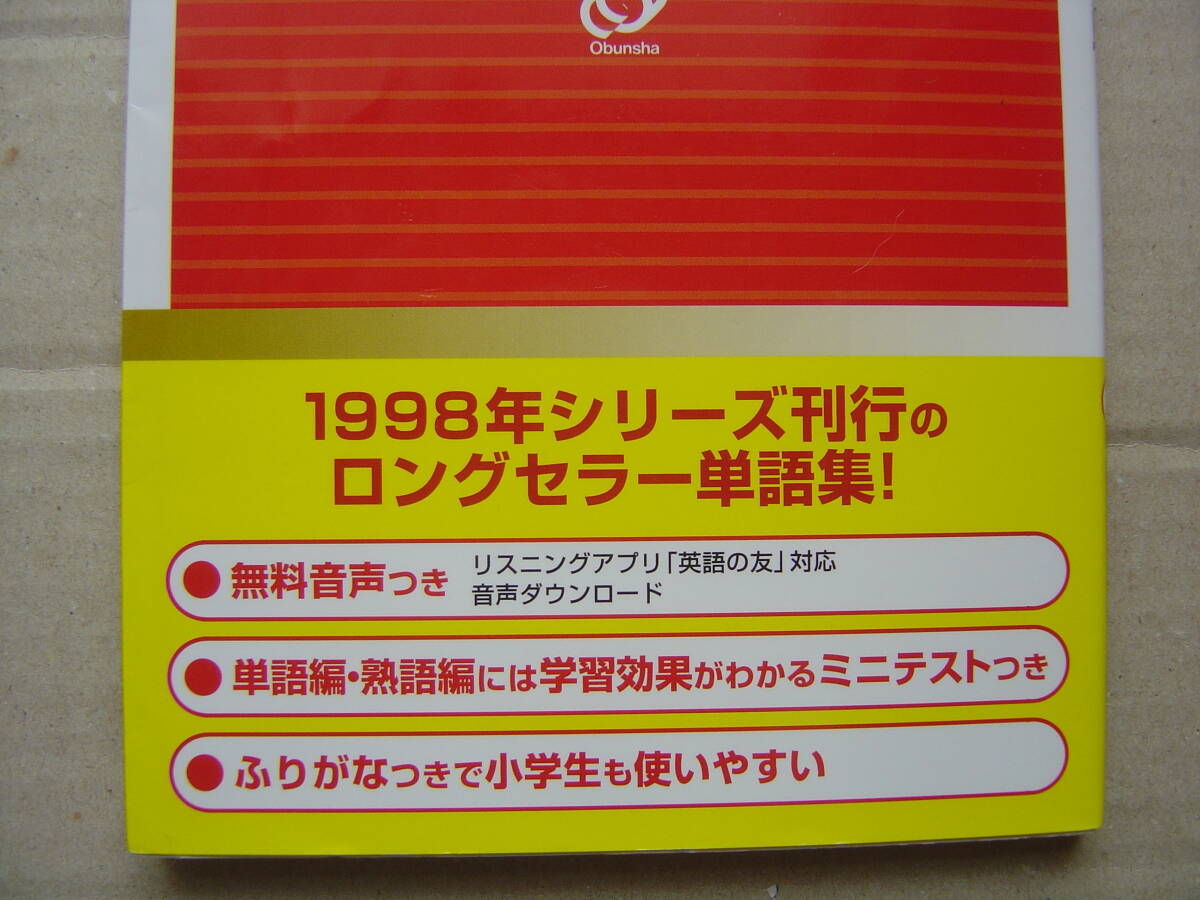 Obunsha
1998年シリーズ刊行の
ロングセラー単語集!
●無料音声つき
リスニングアプリ「英語の友」対応
音声ダウンロード
●単語編・熟語編には学習効果がわかるミニテストつき
●ふりがなつきで小学生も使いやすい